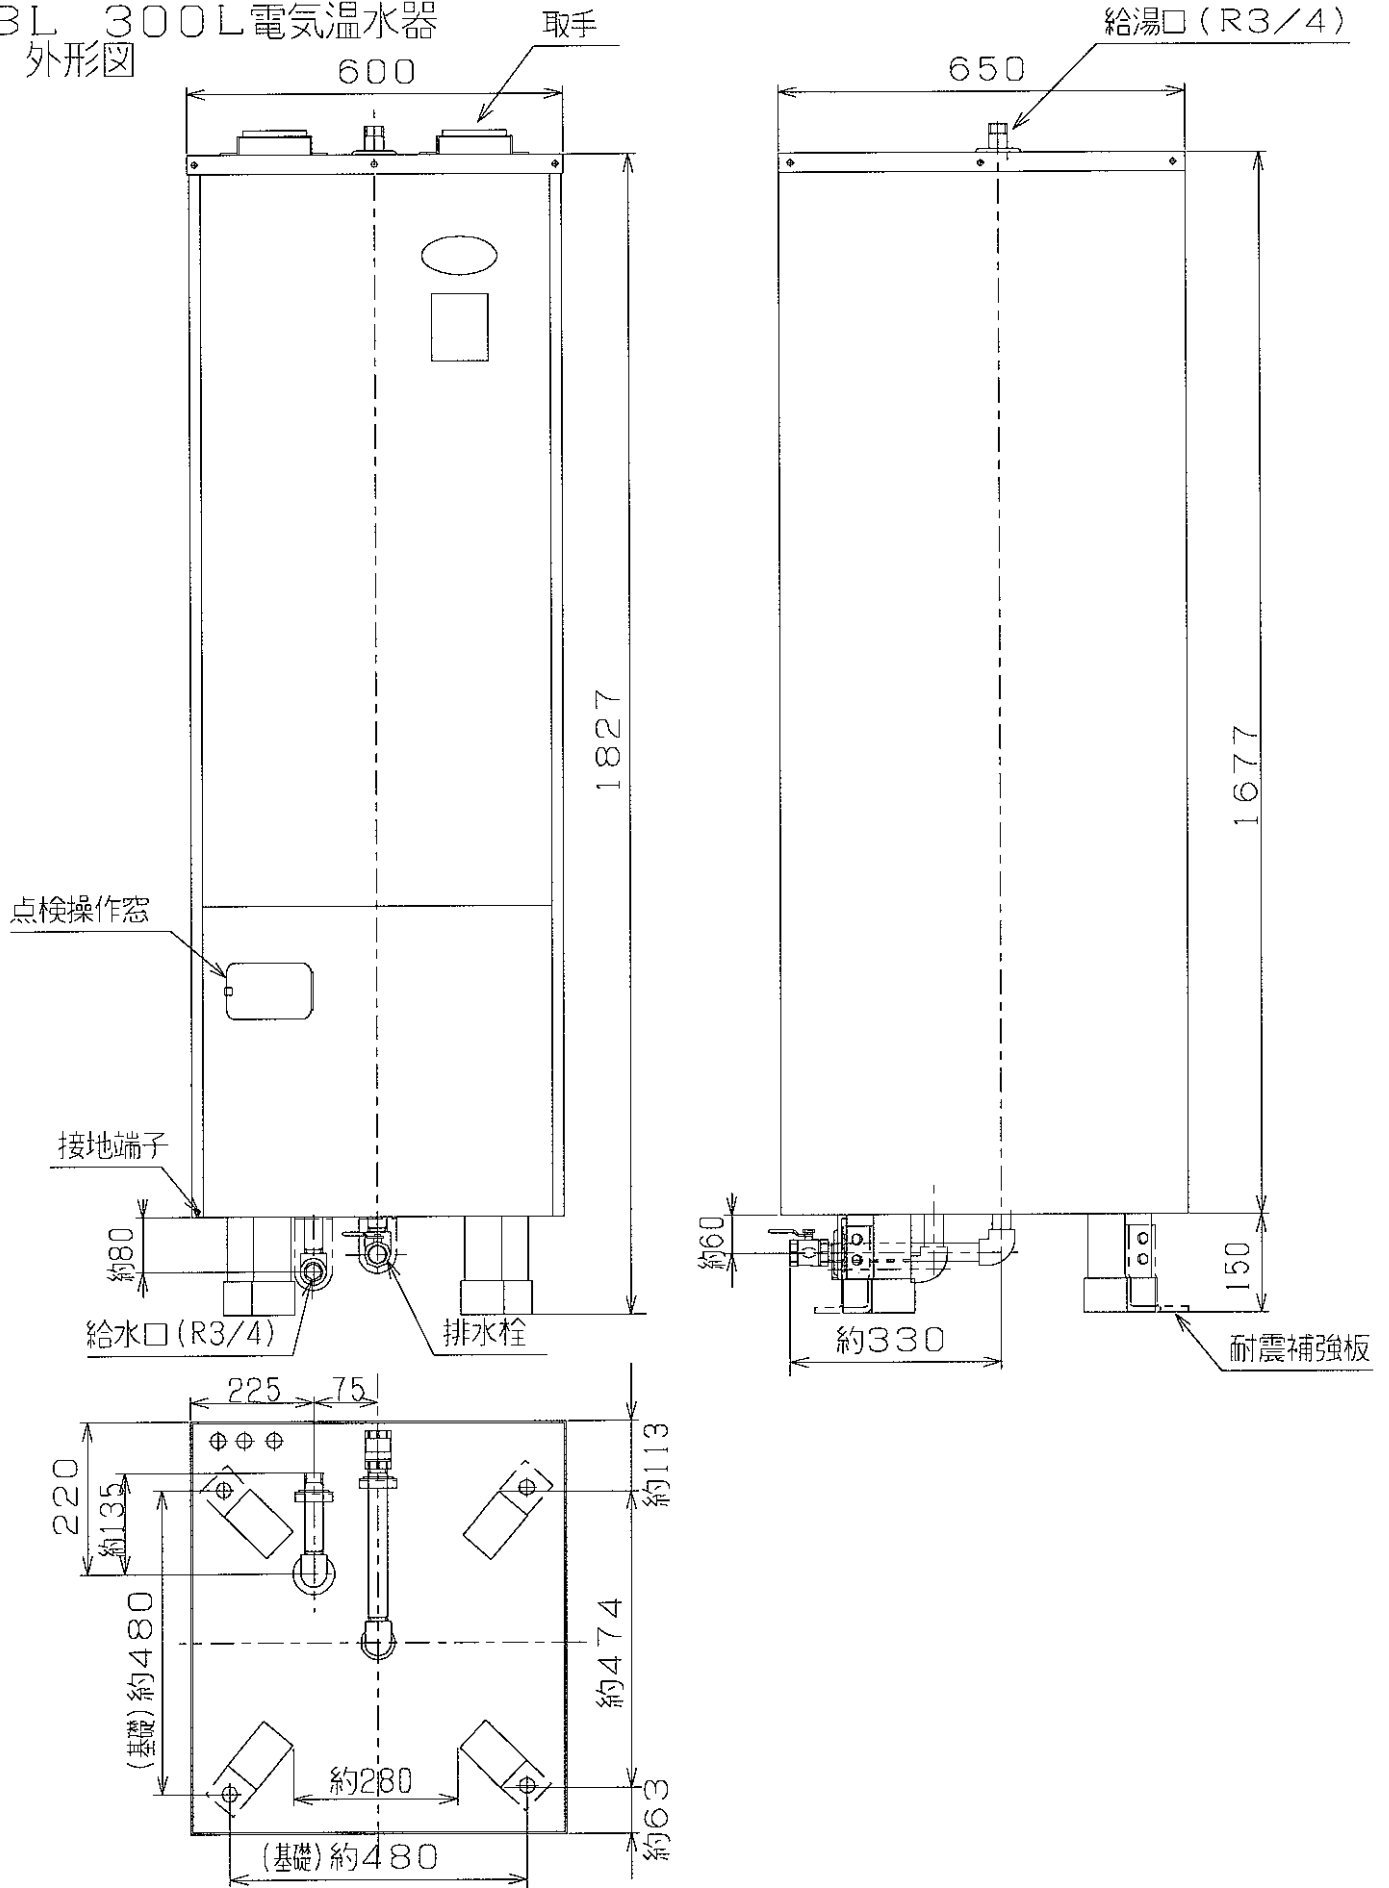 BL 300L電気温水器
外形図
取手
給湯口(R3/4)
600
650
1827
1677
点検操作窓
接地端子
約80
約60
150
給水口(R3/4)
排水栓
約330
耐震補強板
225
75
220
約135
約113
(基礎)約480
約474
約280
約63
(基礎)約480